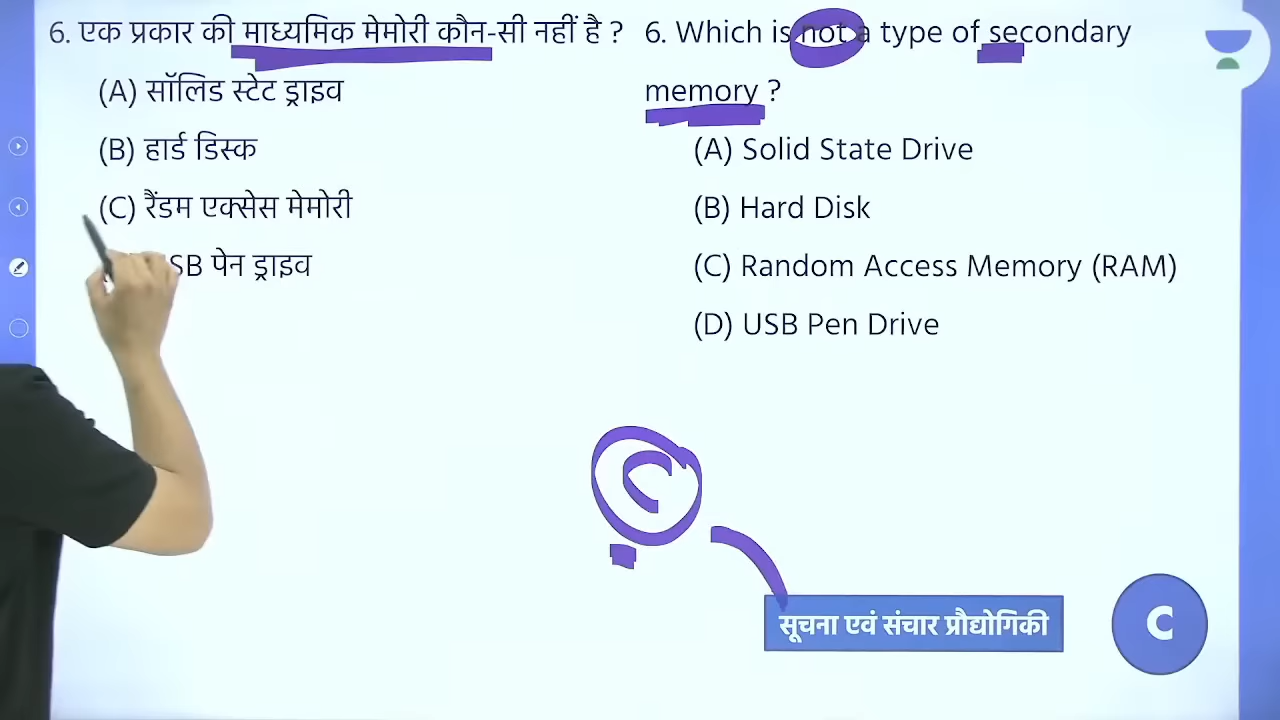 6. एक प्रकार की माध्यमिक मेमोरी कौन-सी नहीं है ?
(A) सॉलिड स्टेट ड्राइव
(B) हार्ड डिस्क
(C) रैंडम एक्सेस मेमोरी
SB पेन ड्राइव
6. Which is not a type of secondary
memory ?
(A) Solid State Drive
(B) Hard Disk
(C) Random Access Memory (RAM)
(D) USB Pen Drive
C
सूचना एवं संचार प्रौद्योगिकी
C